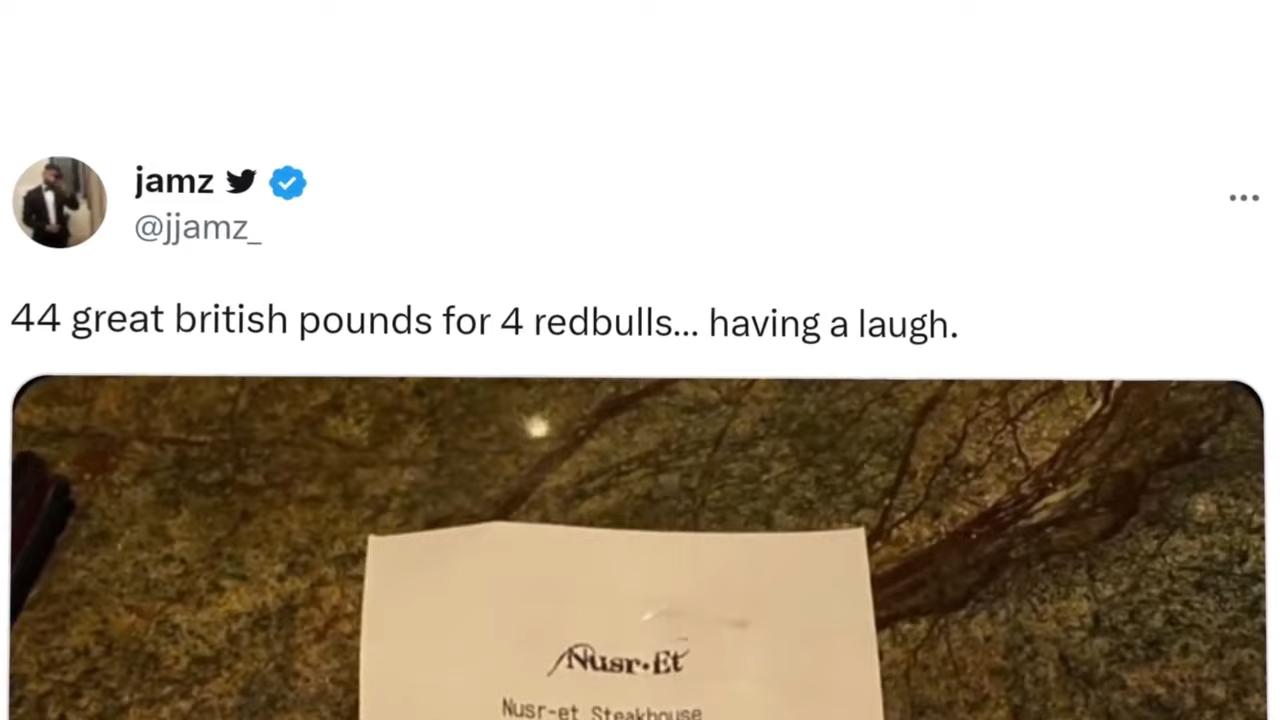 jamz
@jjamz_
44 great british pounds for 4 redbulls... having a laugh.
Nusr•Et
Nusr-et Steakhouse